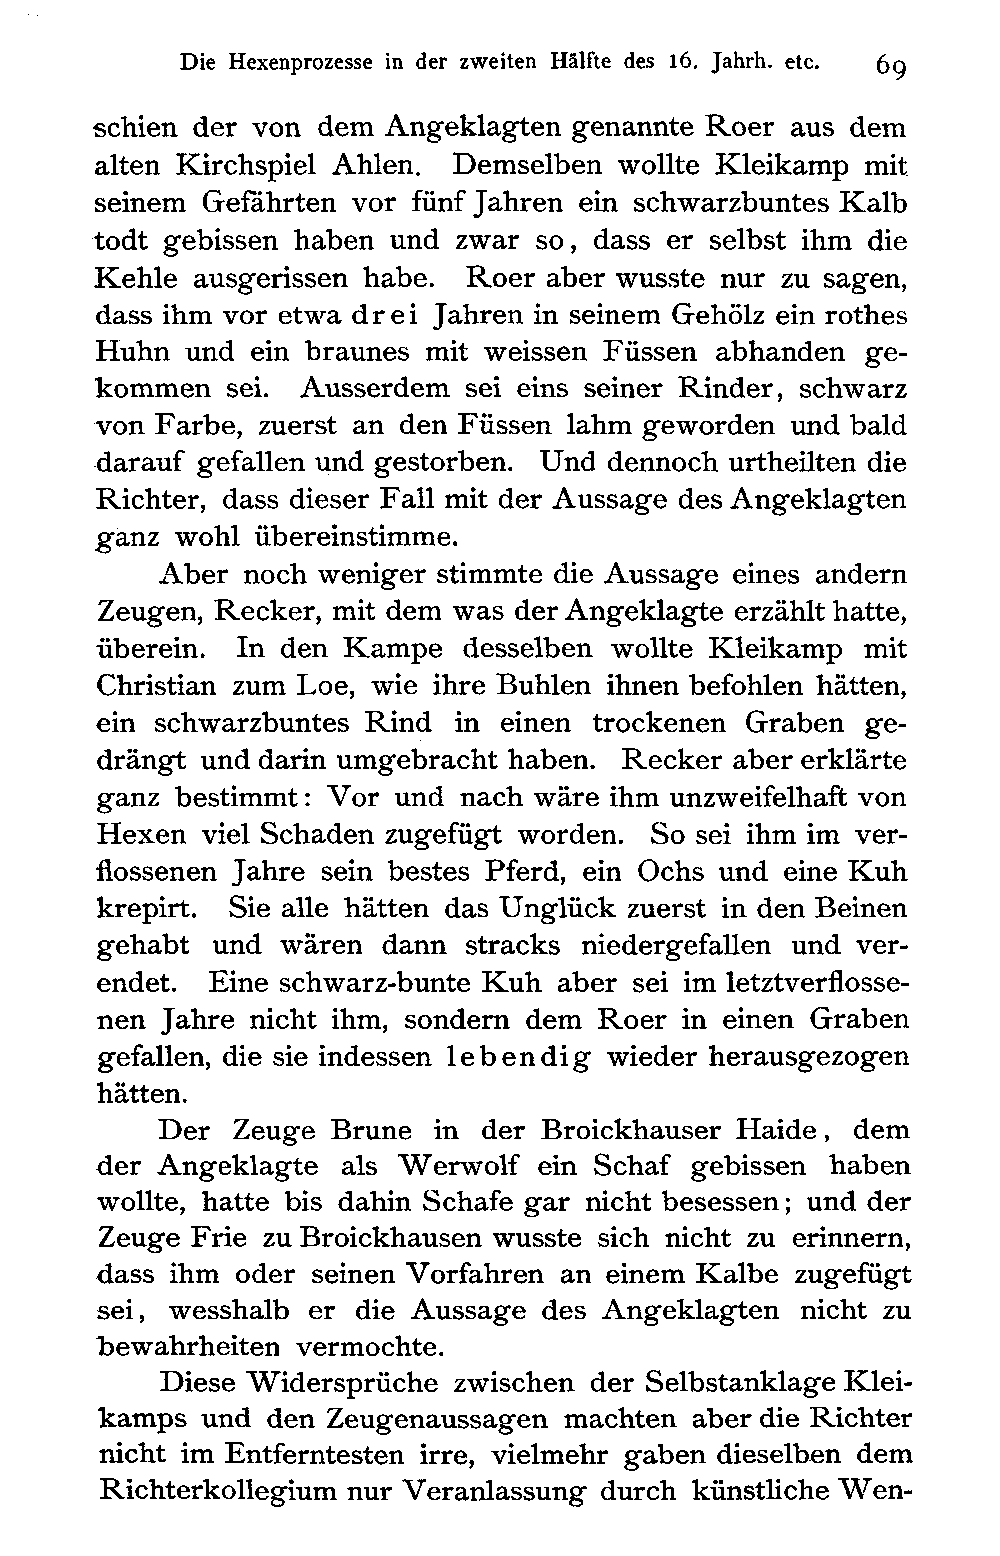 Die Hexenprozesse in der zweiten Hälfte des 16. Jahrh. etc. 69
schien der von dem Angeklagten genannte Roer aus dem
alten Kirchspiel Ahlen. Demselben wollte Kleikamp mit
seinem Gefährten vor fünf Jahren ein schwarzbuntes Kalb
todt gebissen haben und zwar so, dass er selbst ihm die
Kehle ausgerissen habe. Roer aber wusste nur zu sagen,
dass ihm vor etwa drei Jahren in seinem Gehölz ein rothes
Huhn und ein braunes mit weissen Füssen abhanden ge-
kommen sei. Ausserdem sei eins seiner Rinder, schwarz
von Farbe, zuerst an den Füssen lahm geworden und bald
darauf gefallen und gestorben. Und dennoch urtheilten die
Richter, dass dieser Fall mit der Aussage des Angeklagten
ganz wohl übereinstimme.
Aber noch weniger stimmte die Aussage eines andern
Zeugen, Recker, mit dem was der Angeklagte erzählt hatte,
überein. In den Kampe desselben wollte Kleikamp mit
Christian zum Loe, wie ihre Buhlen ihnen befohlen hätten,
ein schwarzbuntes Rind in einen trockenen Graben ge-
drängt und darin umgebracht haben. Recker aber erklärte
ganz bestimmt: Vor und nach wäre ihm unzweifelhaft von
Hexen viel Schaden zugefügt worden. So sei ihm im ver-
flossenen Jahre sein bestes Pferd, ein Ochs und eine Kuh
krepirt. Sie alle hätten das Unglück zuerst in den Beinen
gehabt und wären dann stracks niedergefallen und ver-
endet. Eine schwarz-bunte Kuh aber sei im letztverflosse-
nen Jahre nicht ihm, sondern dem Roer in einen Graben
gefallen, die sie indessen lebendig wieder herausgezogen
hätten.
Der Zeuge Brune in der Broickhauser Haide, dem
der Angeklagte als Werwolf ein Schaf gebissen haben
wollte, hatte bis dahin Schafe gar nicht besessen; und der
Zeuge Frie zu Broickhausen wusste sich nicht zu erinnern,
dass ihm oder seinen Vorfahren an einem Kalbe zugefügt
sei, wesshalb er die Aussage des Angeklagten nicht zu
bewahrheiten vermochte.
Diese Widersprüche zwischen der Selbstanklage Klei-
kamps und den Zeugenaussagen machten aber die Richter
nicht im Entferntesten irre, vielmehr gaben dieselben dem
Richterkollegium nur Veranlassung durch künstliche Wen-